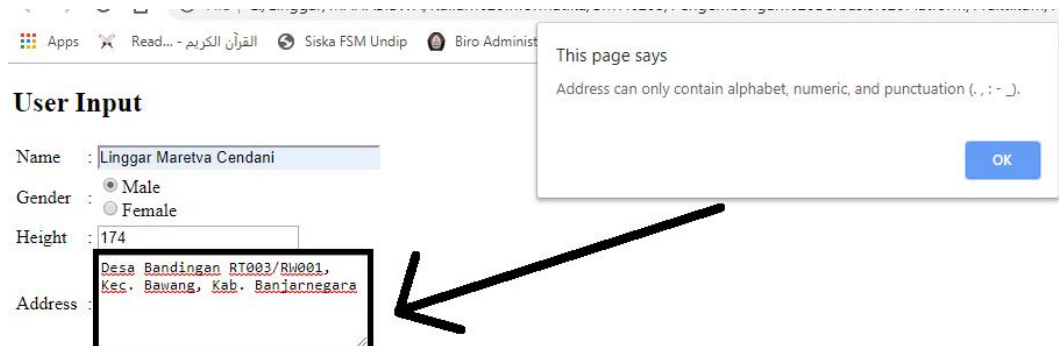 Apps Read... - القرآن الكريم Siska FSM Undip Biro Administ
This page says
Address can only contain alphabet, numeric, and punctuation (. , : - _).
OK
User Input
Name : Linggar Maretva Cendani
Gender : Male
Female
Height : 174
Address : Desa Bandingan RT003/RW001,
Kec. Bawang, Kab. Banjarnegara